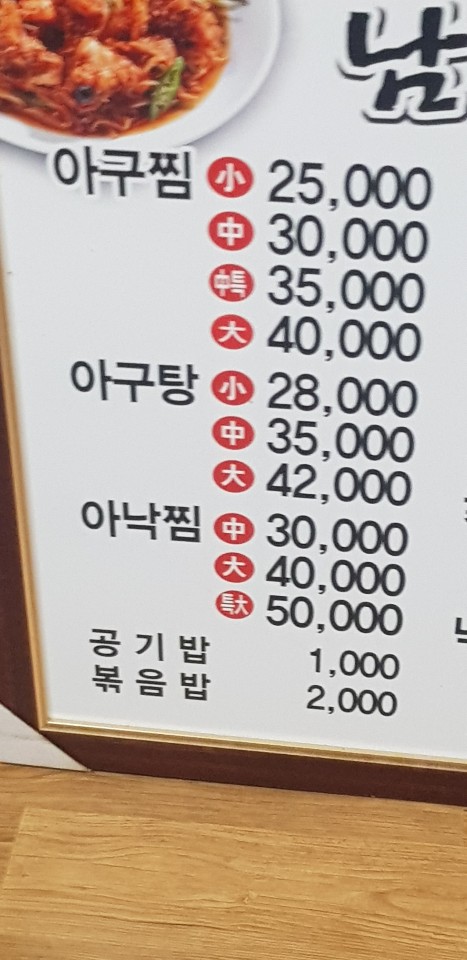 아구찜 小 25,000
中 30,000
中특 35,000
大 40,000
아구탕 小 28,000
中 35,000
大 42,000
아낙찜 中 30,000
大 40,000
특大 50,000
공기밥 1,000
볶음밥 2,000